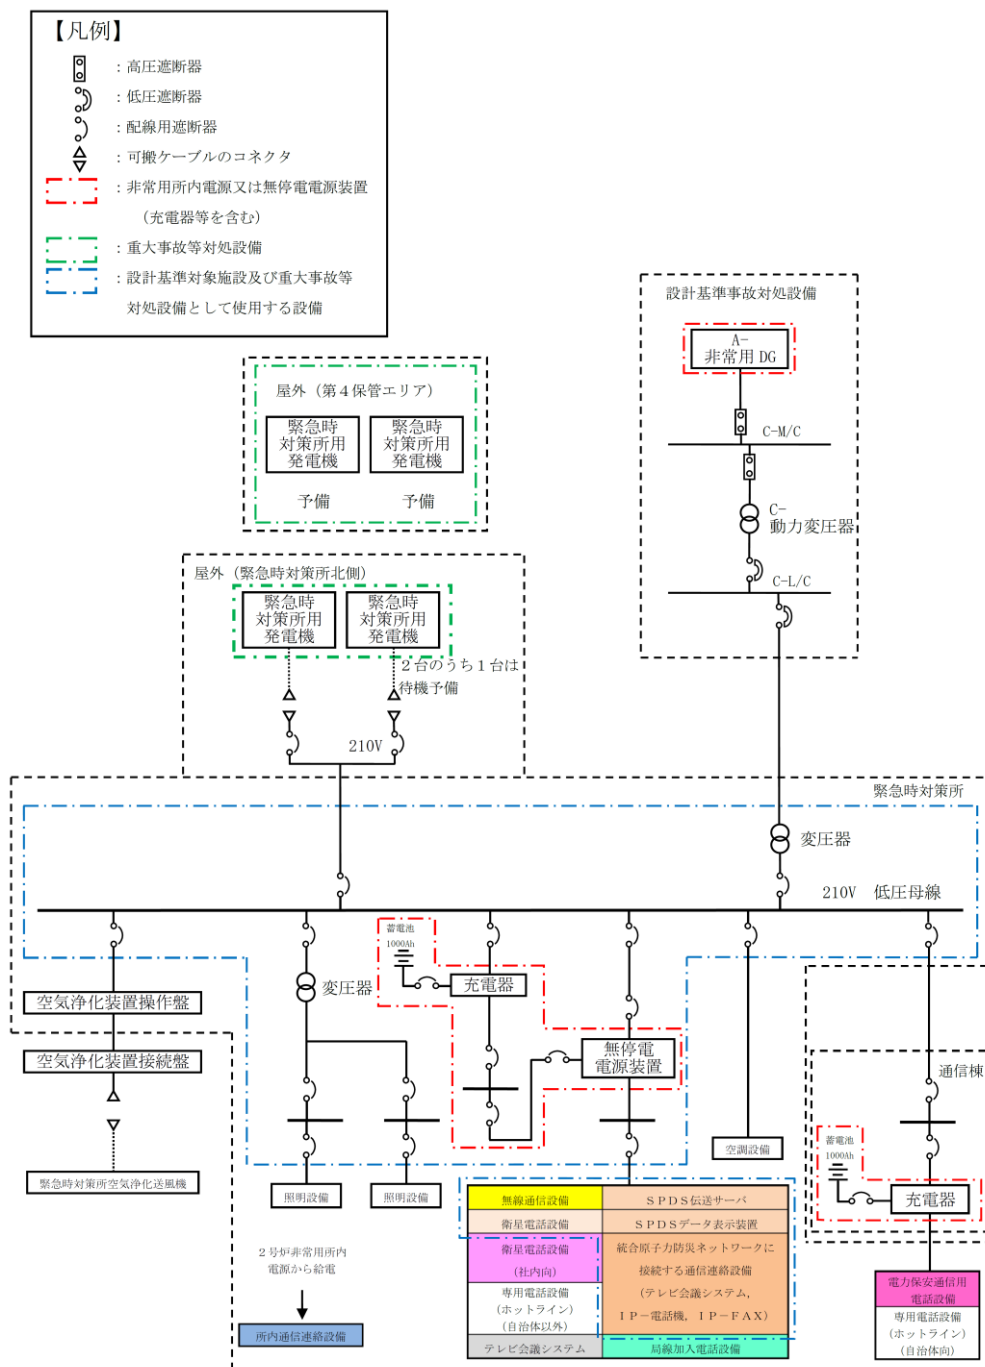 【凡例】
：高圧遮断器
：低圧遮断器
：配線用遮断器
：可搬ケーブルのコネクタ
：非常用所内電源又は無停電電源装置
（充電器等を含む）
：重大事故等対処設備
：設計基準対象施設及び重大事故等
対処設備として使用する設備
設計基準事故対処設備
A-
非常用 DG
C-M/C
C-
動力変圧器
C-L/C
屋外（第４保管エリア）
緊急時
対策所用
発電機
緊急時
対策所用
発電機
予備
予備
屋外（緊急時対策所北側）
緊急時
対策所用
発電機
緊急時
対策所用
発電機
２台のうち１台は
待機予備
210V
緊急時対策所
変圧器
210V 低圧母線
蓄電池
1000Ah
充電器
変圧器
空気浄化装置操作盤
空気浄化装置接続盤
無停電
電源装置
通信棟
蓄電池
1000Ah
充電器
空調設備
緊急時対策所空気浄化送風機
照明設備
照明設備
２号炉非常用所内
電源から給電
所内通信連絡設備
無線通信設備
衛星電話設備
衛星電話設備
（社内向）
専用電話設備
（ホットライン）
（自治体以外）
テレビ会議システム
ＳＰＤＳ伝送サーバ
ＳＰＤＳデータ表示装置
統合原子力防災ネットワークに
接続する通信連絡設備
（テレビ会議システム，
ＩＰ－電話機，ＩＰ－ＦＡＸ）
局線加入電話設備
電力保安通信用
電話設備
専用電話設備
（ホットライン）
（自治体向）